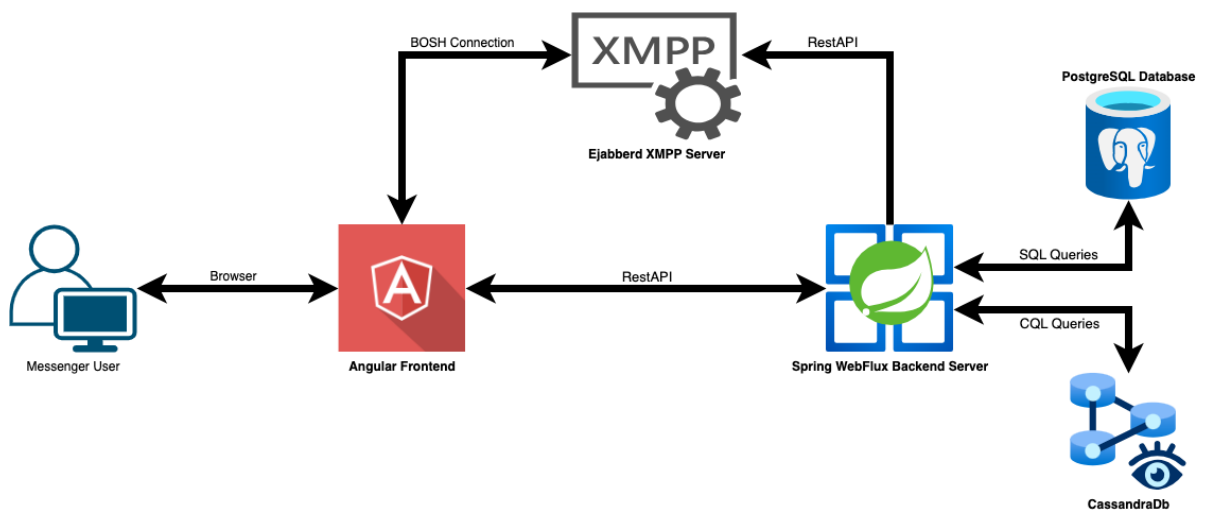 BOSH Connection
XMPP
RestAPI
Ejabberd XMPP Server
PostgreSQL Database
Browser
RestAPI
SQL Queries
CQL Queries
A
Messenger User
Angular Frontend
Spring WebFlux Backend Server
CassandraDb